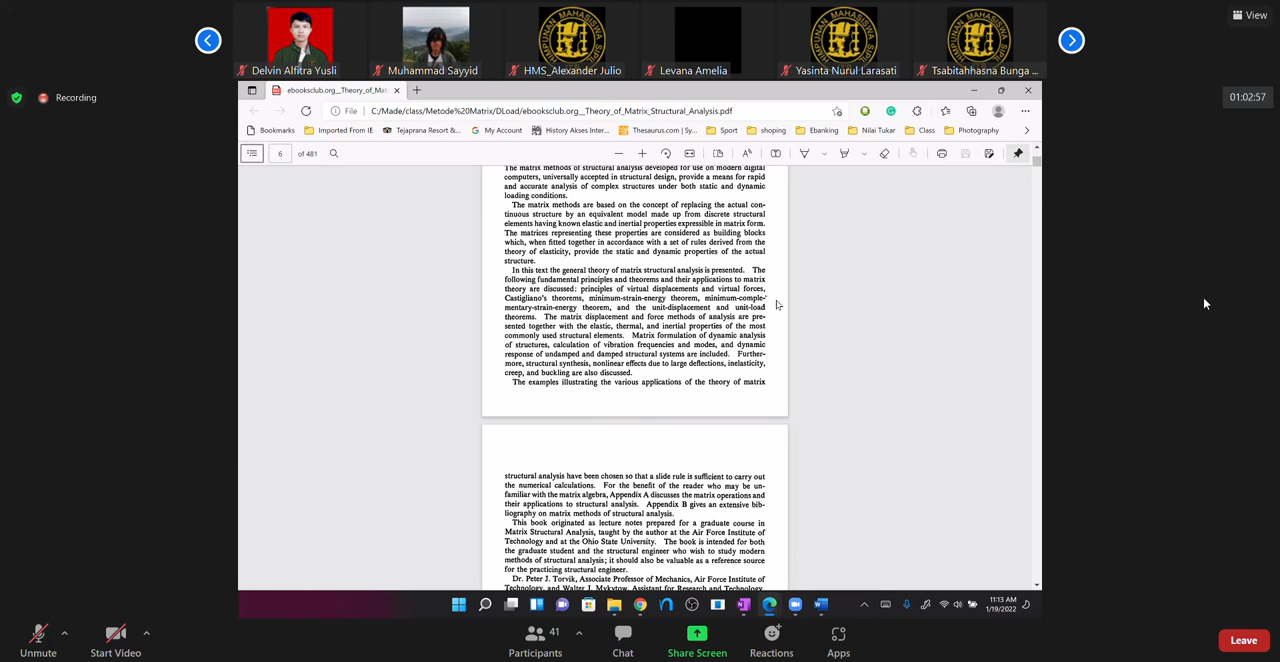 View
Delvin Alfitra Yusli
Muhammad Sayyid
HMS_Alexander Julio
Levana Amelia
Yasinta Nurul Larasati
Tsabitahhasna Bunga ...
Recording
01:02:57
ebooksclub.org__Theory_of_Mat
File
C:/Made/class/Metode%20Matrix/DLoad/ebooksclub.org__Theory_of_Matrix_Structural_Analysis.pdf
Bookmarks
Imported From IE
Tejaprana Resort &...
My Account
History Akses Inter...
Thesaurus.com | Sy...
Sport
shoping
Ebanking
Nilai Tukar
Class
Photography
6 of 481
The matrix methods of structural analysis developed for use on modern digital
computers, universally accepted in structural design, provide a means for rapid
and accurate analysis of complex structures under both static and dynamic
loading conditions.
The matrix methods are based on the concept of replacing the actual con-
tinuous structure by an equivalent model made up from discrete structural
elements having known elastic and inertial properties expressible in matrix form.
The matrices representing these properties are considered as building blocks
which, when fitted together in accordance with a set of rules derived from the
theory of elasticity, provide the static and dynamic properties of the actual
structure.
In this text the general theory of matrix structural analysis is presented. The
following fundamental principles and theorems and their applications to matrix
theory are discussed: principles of virtual displacements and virtual forces,
Castigliano's theorems, minimum-strain-energy theorem, minimum-comple-
mentary-strain-energy theorem, and the unit-displacement and unit-load
theorems. The matrix displacement and force methods of analysis are pre-
sented together with the elastic, thermal, and inertial properties of the most
commonly used structural elements. Matrix formulation of dynamic analysis
of structures, calculation of vibration frequencies and modes, and dynamic
response of undamped and damped structural systems are included. Further-
more, structural synthesis, nonlinear effects due to large deflections, inelasticity,
creep, and buckling are also discussed.
The examples illustrating the various applications of the theory of matrix
structural analysis have been chosen so that a slide rule is sufficient to carry out
the numerical calculations. For the benefit of the reader who may be un-
familiar with the matrix algebra, Appendix A discusses the matrix operations and
their applications to structural analysis. Appendix B gives an extensive bib-
liography on matrix methods of structural analysis.
This book originated as lecture notes prepared for a graduate course in
Matrix Structural Analysis, taught by the author at the Air Force Institute of
Technology and at the Ohio State University. The book is intended for both
the graduate student and the structural engineer who wish to study modern
methods of structural analysis; it should also be valuable as a reference source
for the practicing structural engineer.
Dr. Peter J. Torvik, Associate Professor of Mechanics, Air Force Institute of
Technology, and Walter J. Mykytow, Assistant for Research and Technology,
11:13 AM
1/19/2022
Unmute
Start Video
41
Participants
Chat
Share Screen
Reactions
Apps
Leave